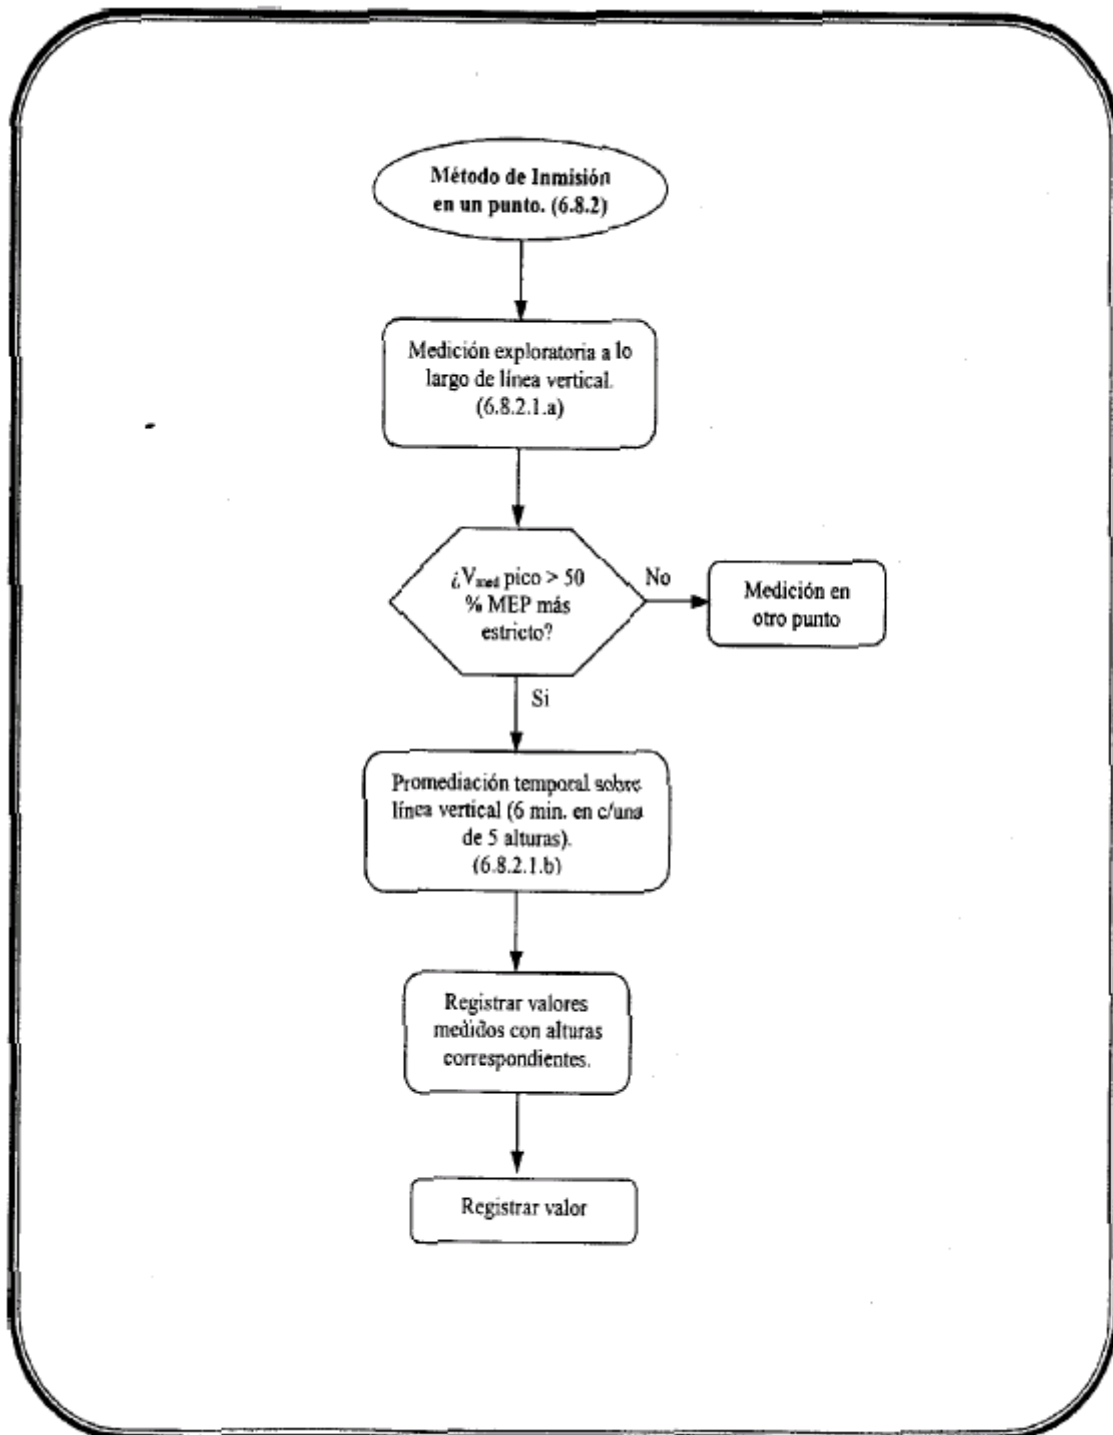 Método de Inmisión
en un punto. (6.8.2)
Medición exploratoria a lo
largo de línea vertical.
(6.8.2.1.a)
¿Vmed pico > 50
% MEP más
estricto?
No
Medición en
otro punto
Si
Promediación temporal sobre
línea vertical (6 min. en c/una
de 5 alturas).
(6.8.2.1.b)
Registrar valores
medidos con alturas
correspondientes.
Registrar valor